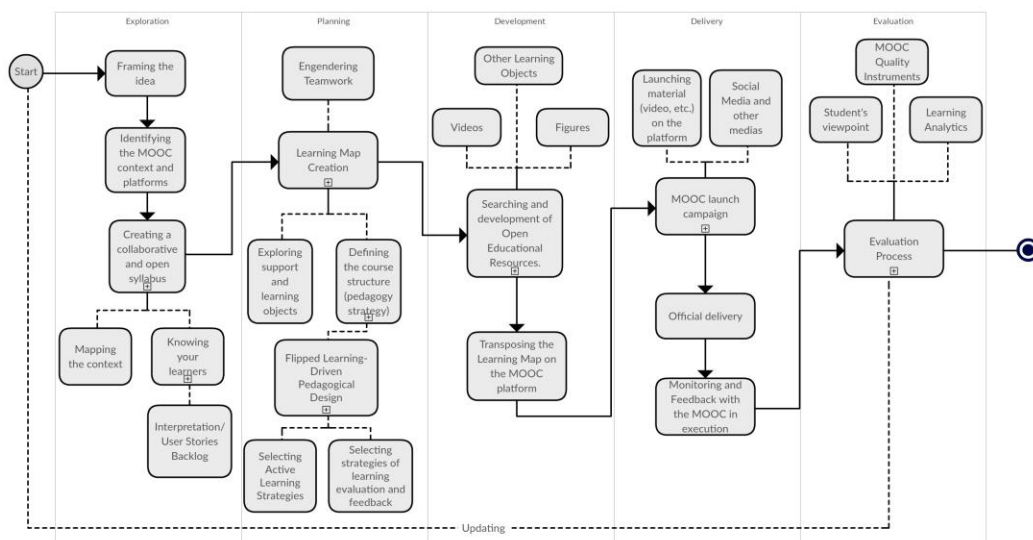 Exploration
Planning
Development
Delivery
Evaluation
Start
Framing the
idea
Identifying
the MOOC
context and
platforms
Creating a
collaborative
and open
syllabus
Mapping
the context
Knowing
your
learners
Interpretation/
User Stories
Backlog
Engendering
Teamwork
Learning Map
Creation
Exploring
support
and
learning
objects
Defining
the course
structure
(pedagogy
strategy)
Flipped Learning-
Driven
Pedagogical
Design
Selecting
Active
Learning
Strategies
Selecting
strategies of
learning
evaluation and
feedback
Other Learning
Objects
Videos
Figures
Searching and
development of
Open
Educational
Resources.
Transposing the
Learning Map on
the MOOC
platform
Launching
material
(video, etc.)
on the
platform
Social
Media and
other
medias
MOOC launch
campaign
Official delivery
Monitoring and
Feedback with
the MOOC in
execution
MOOC
Quality
Instruments
Student's
viewpoint
Learning
Analytics
Evaluation
Process
Updating